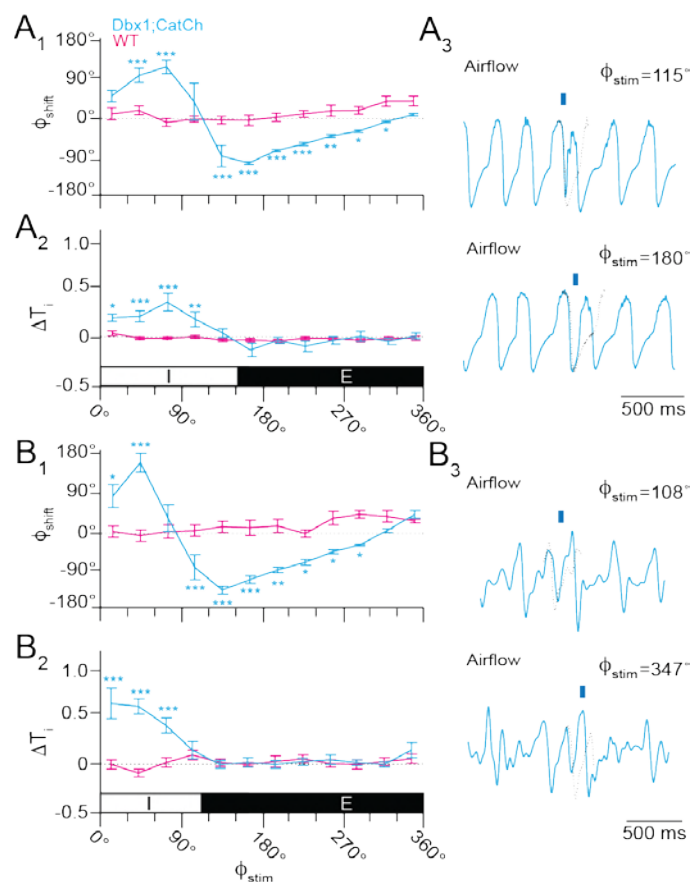 A1
Dbx1;CatCh
WT
180°
90°
0°
-90°
-180°
ϕshift
*** *** *** *** *** *** ** * *
A3
Airflow
ϕstim=115°
Airflow
ϕstim=180°
500 ms
A2
1.0
0.5
0
-0.5
ΔTi
* *** *** **
I E
0° 90° 180° 270° 360°
B1
180°
90°
0°
-90°
-180°
ϕshift
* *** *** *** *** ** * * *
B3
Airflow
ϕstim=108°
Airflow
ϕstim=347°
500 ms
B2
1.0
0.5
0
-0.5
ΔTi
*** *** ***
I E
0° 90° 180° 270° 360°
ϕstim